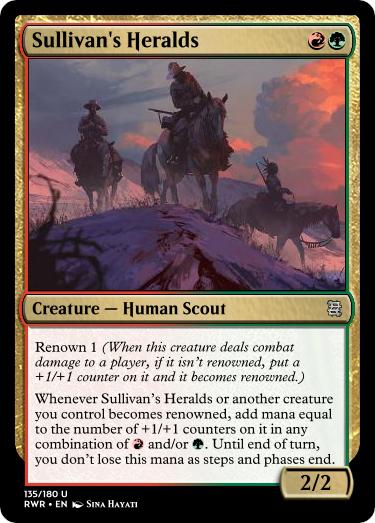 Sullivan's Heralds
Creature — Human Scout
Renown 1 (When this creature deals combat
damage to a player, if it isn't renowned, put a
+1/+1 counter on it and it becomes renowned.)
Whenever Sullivan's Heralds or another creature
you control becomes renowned, add mana equal
to the number of +1/+1 counters on it in any
combination of and/or . Until end of turn,
you don't lose this mana as steps and phases end.
2/2
135/180 U
RWR • EN Sina Hayati